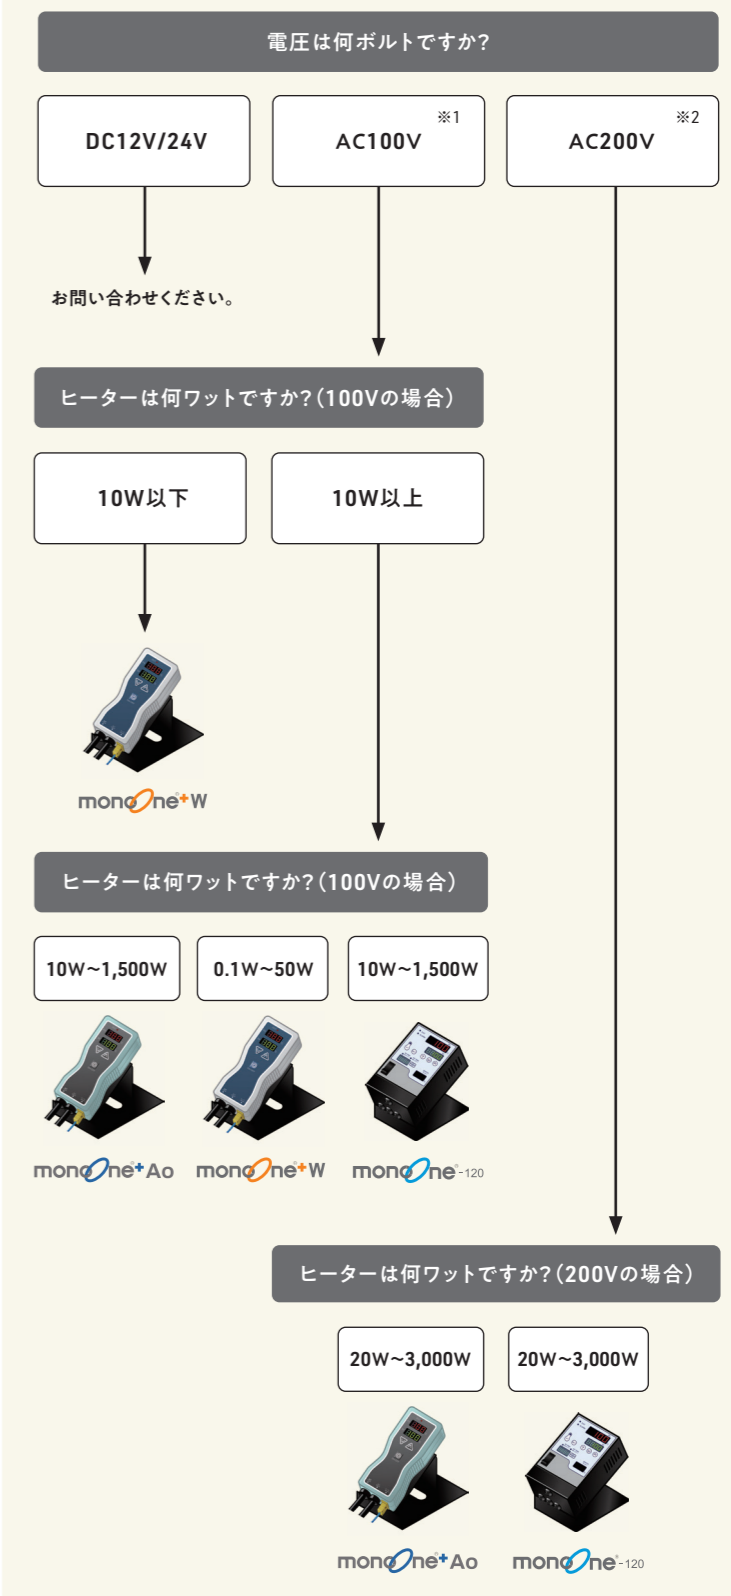 電圧は何ボルトですか?
DC12V/24V
AC100V ※1
AC200V ※2
お問い合わせください。
ヒーターは何ワットですか?(100Vの場合)
10W以下
10W以上
monoOne+W
ヒーターは何ワットですか?(100Vの場合)
10W~1,500W
0.1W~50W
10W~1,500W
monoOne+Ao
monoOne+W
monoOne-120
ヒーターは何ワットですか?(200Vの場合)
20W~3,000W
20W~3,000W
monoOne+Ao
monoOne-120